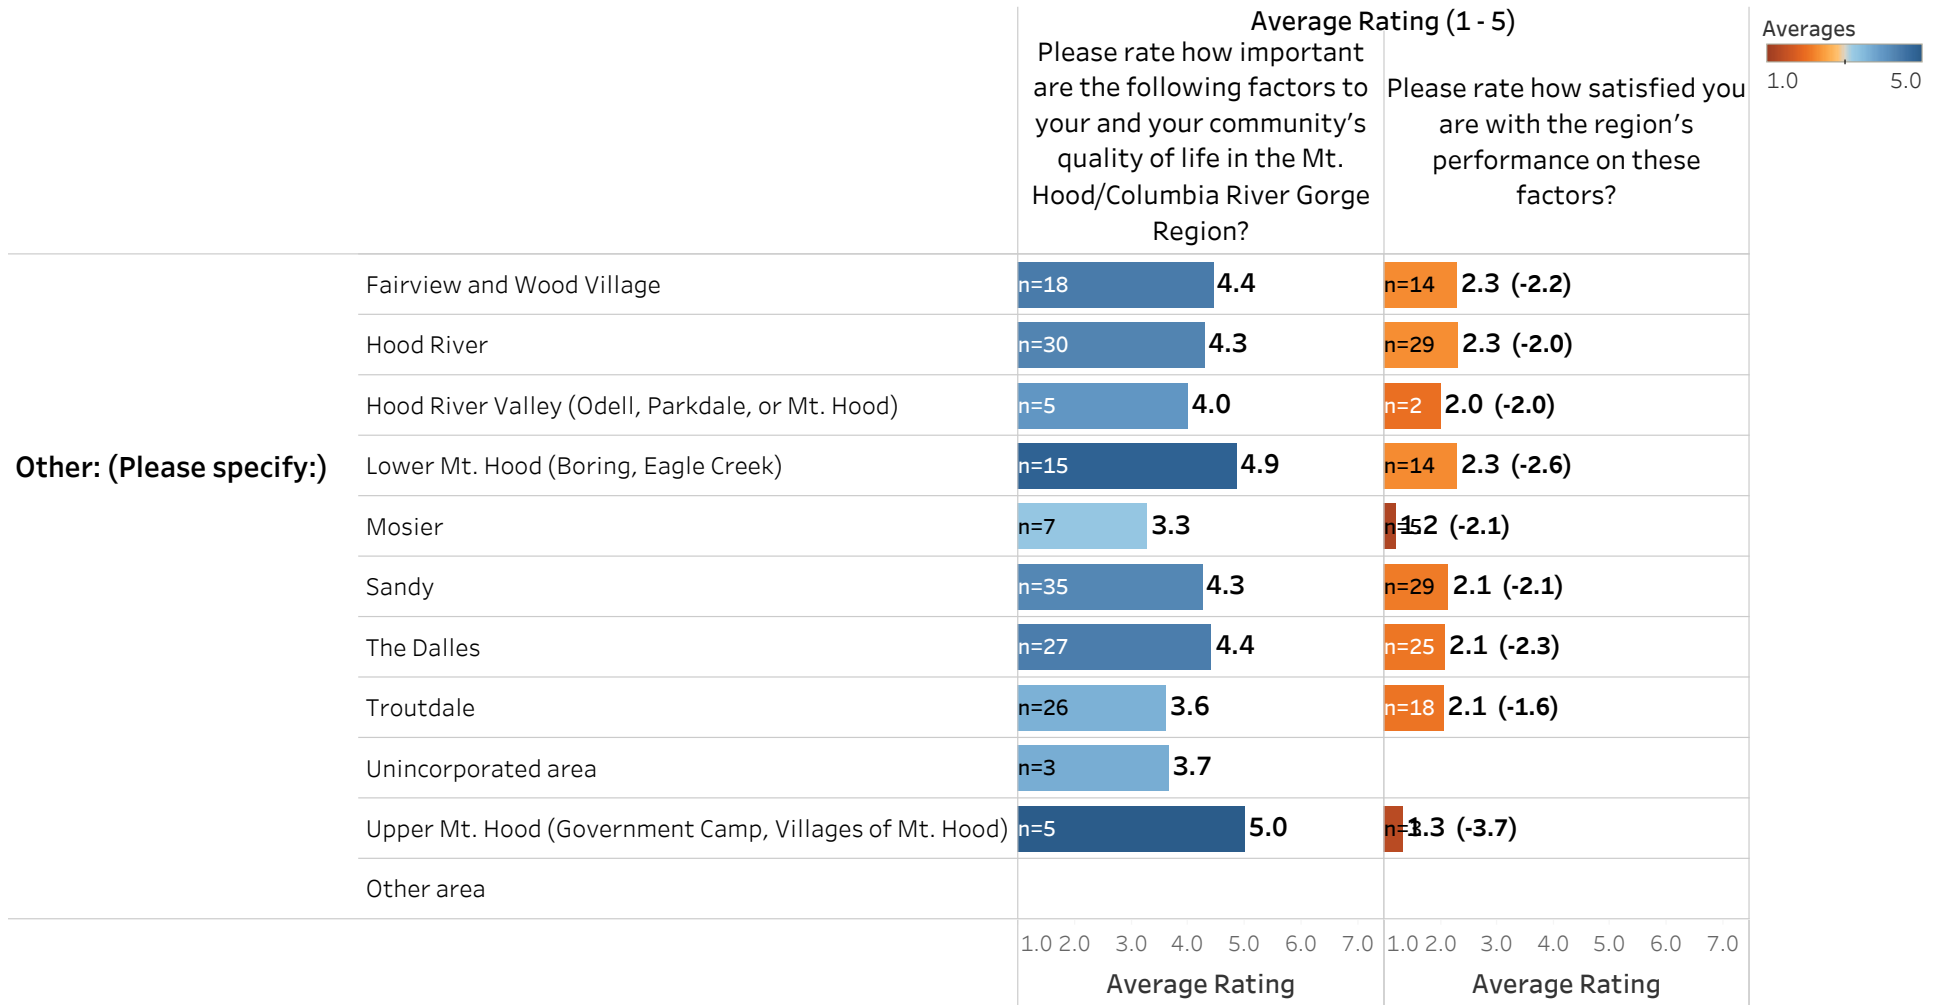 Average Rating (1 - 5)
Please rate how important
are the following factors to
your and your community's
quality of life in the Mt.
Hood/Columbia River Gorge
Region?
Please rate how satisfied you
are with the region's
performance on these
factors?
Averages
1.0 5.0
Other: (Please specify:)
Fairview and Wood Village n=18 4.4 n=14 2.3 (-2.2)
Hood River n=30 4.3 n=29 2.3 (-2.0)
Hood River Valley (Odell, Parkdale, or Mt. Hood) n=5 4.0 n=2 2.0 (-2.0)
Lower Mt. Hood (Boring, Eagle Creek) n=15 4.9 n=14 2.3 (-2.6)
Mosier n=7 3.3 n=5 1.2 (-2.1)
Sandy n=35 4.3 n=29 2.1 (-2.1)
The Dalles n=27 4.4 n=25 2.1 (-2.3)
Troutdale n=26 3.6 n=18 2.1 (-1.6)
Unincorporated area n=3 3.7
Upper Mt. Hood (Government Camp, Villages of Mt. Hood) n=5 5.0 n=3 1.3 (-3.7)
Other area
1.0 2.0 3.0 4.0 5.0 6.0 7.0 1.0 2.0 3.0 4.0 5.0 6.0 7.0
Average Rating Average Rating